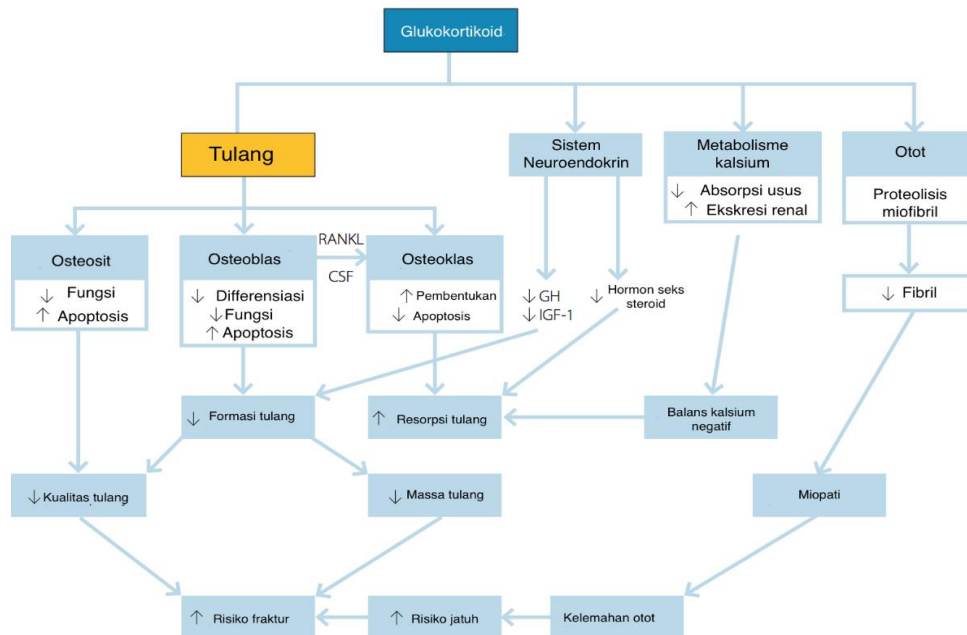 Glukokortikoid
Tulang
Sistem
Neuroendokrin
Metabolisme
kalsium
↓ Absorpsi usus
↑ Ekskresi renal
Otot
Proteolisis
miofibril
Osteosit
↓ Fungsi
↑ Apoptosis
Osteoblas
↓ Differensiasi
↓ Fungsi
↑ Apoptosis
RANKL
CSF
Osteoklas
↑ Pembentukan
↓ Apoptosis
↓ GH
↓ IGF-1
↓ Hormon seks
steroid
↓ Fibril
↓ Formasi tulang
↑ Resorpsi tulang
Balans kalsium
negatif
↓ Kualitas tulang
↓ Massa tulang
Miopati
↑ Risiko fraktur
↑ Risiko jatuh
Kelemahan otot